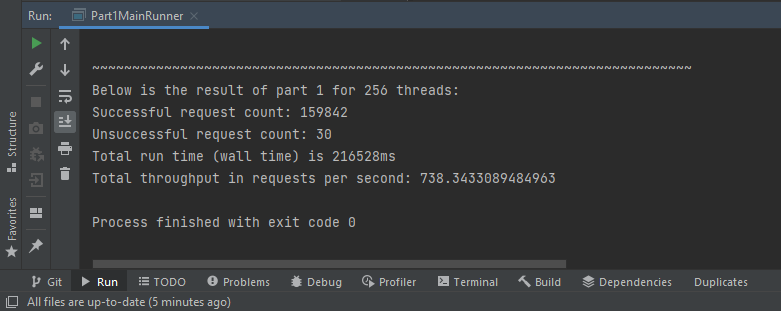 Run: Part1MainRunner
~~~~~~~~~~~~~~~~~~~~~~~~~~~~~~~~~~~~~~~~~~~~~~~~~~~~~~~~~~~~~~~~~~~~~~~~~~~
Below is the result of part 1 for 256 threads:
Successful request count: 159842
Unsuccessful request count: 30
Total run time (wall time) is 216528ms
Total throughput in requests per second: 738.3433089484963
Process finished with exit code 0
Structure
Favorites
Git Run TODO Problems Debug Profiler Terminal Build Dependencies Duplicates
All files are up-to-date (5 minutes ago)